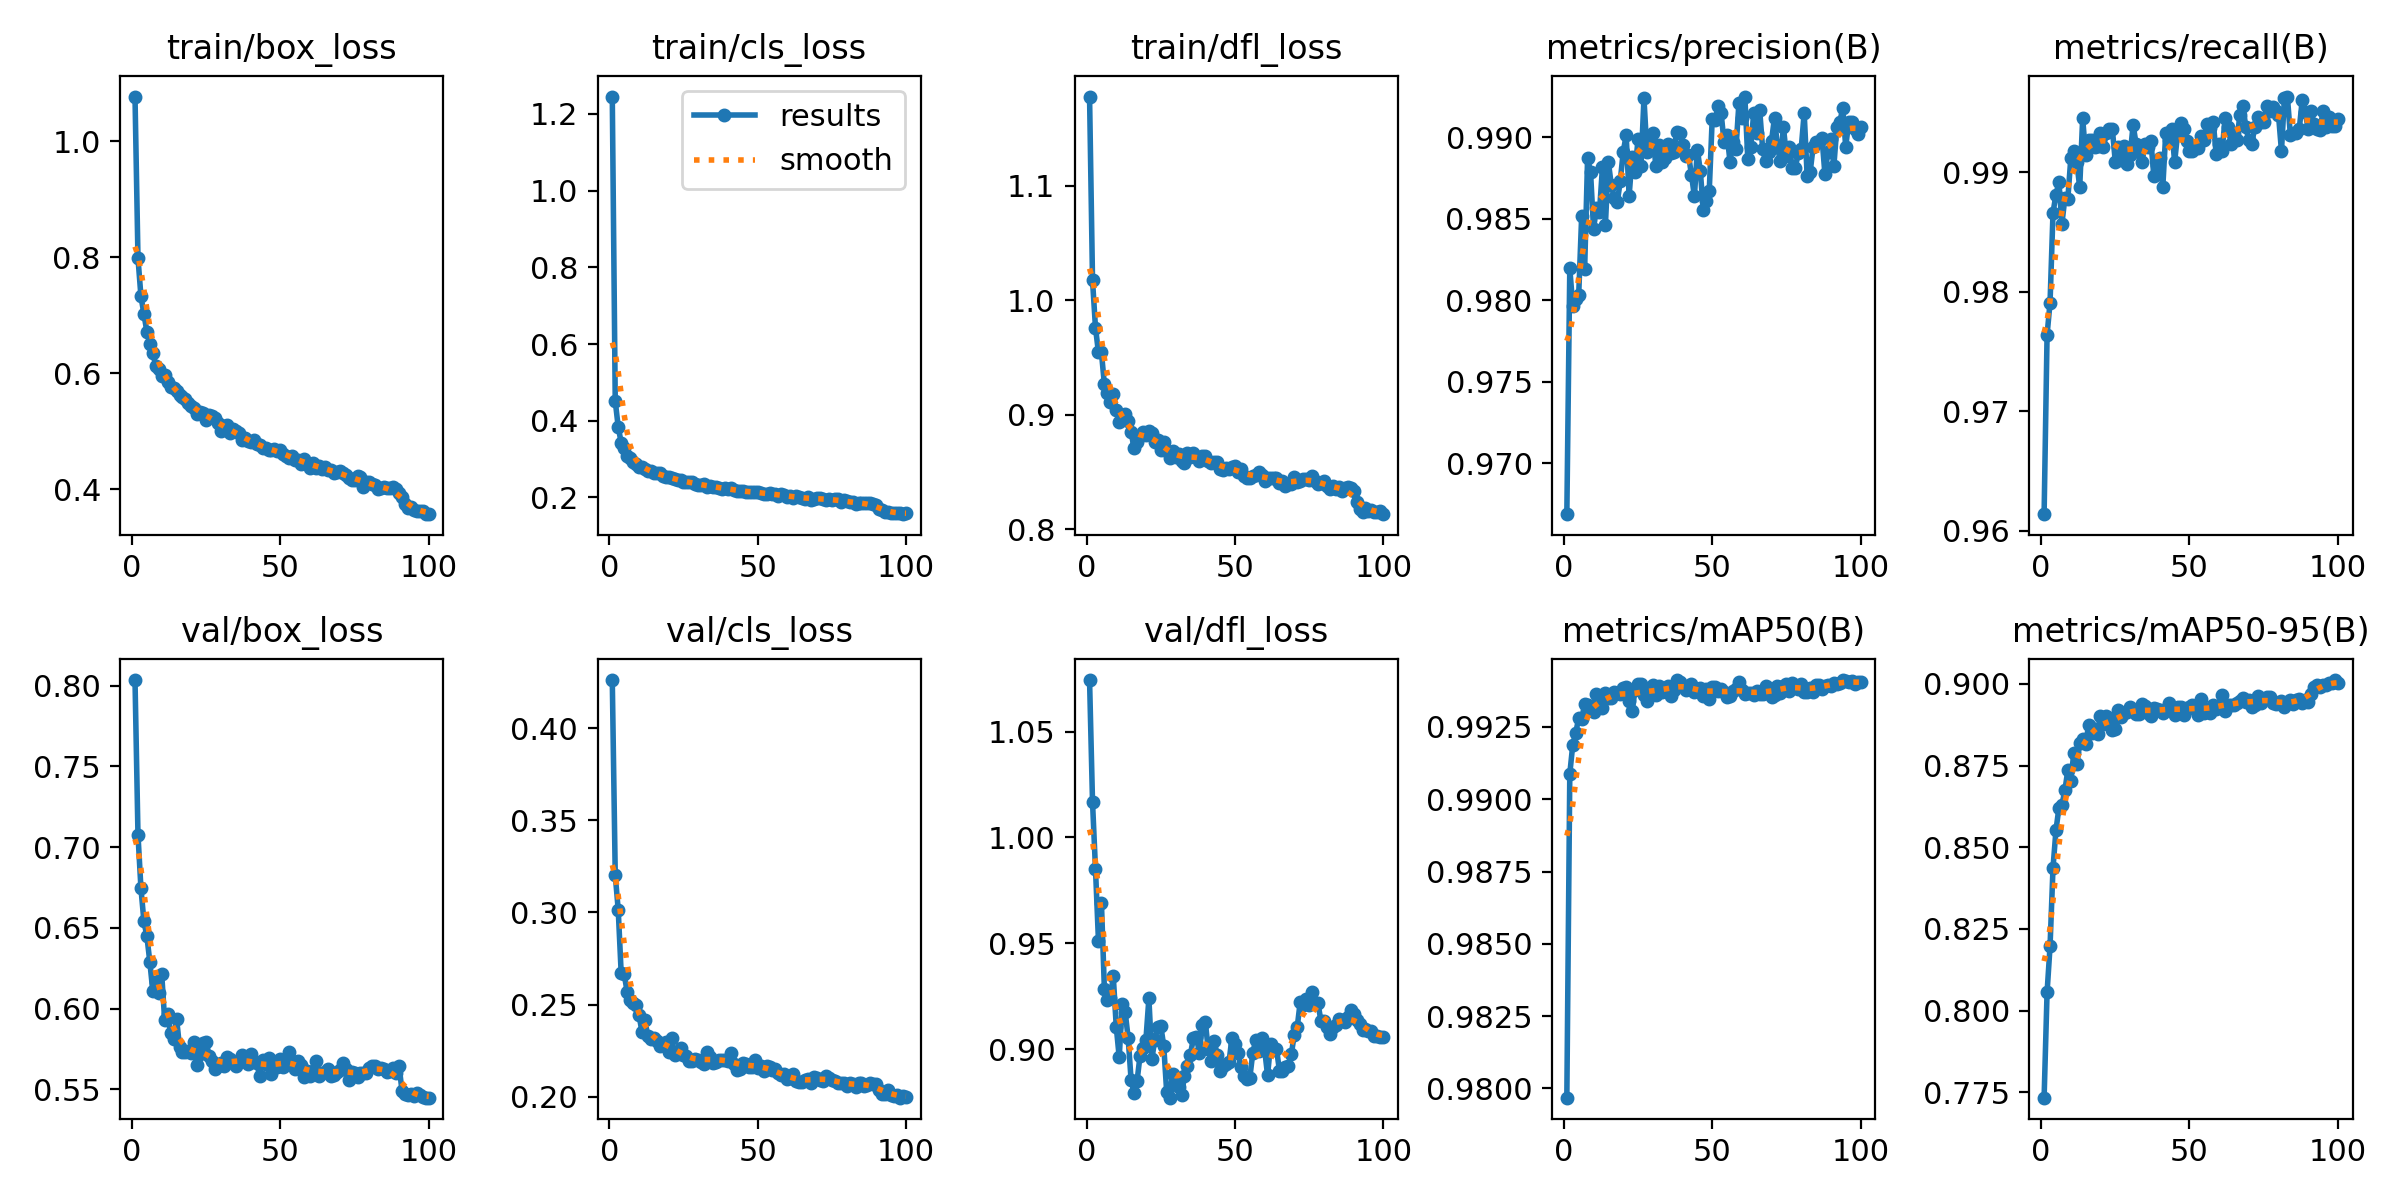 train/box_loss
1.0
0.8
0.6
0.4
0 50 100
train/cls_loss
results
smooth
1.2
1.0
0.8
0.6
0.4
0.2
0 50 100
train/dfl_loss
1.1
1.0
0.9
0.8
0 50 100
metrics/precision(B)
0.990
0.985
0.980
0.975
0.970
0 50 100
metrics/recall(B)
0.99
0.98
0.97
0.96
0 50 100
val/box_loss
0.80
0.75
0.70
0.65
0.60
0.55
0 50 100
val/cls_loss
0.40
0.35
0.30
0.25
0.20
0 50 100
val/dfl_loss
1.05
1.00
0.95
0.90
0 50 100
metrics/mAP50(B)
0.9925
0.9900
0.9875
0.9850
0.9825
0.9800
0 50 100
metrics/mAP50-95(B)
0.900
0.875
0.850
0.825
0.800
0.775
0 50 100